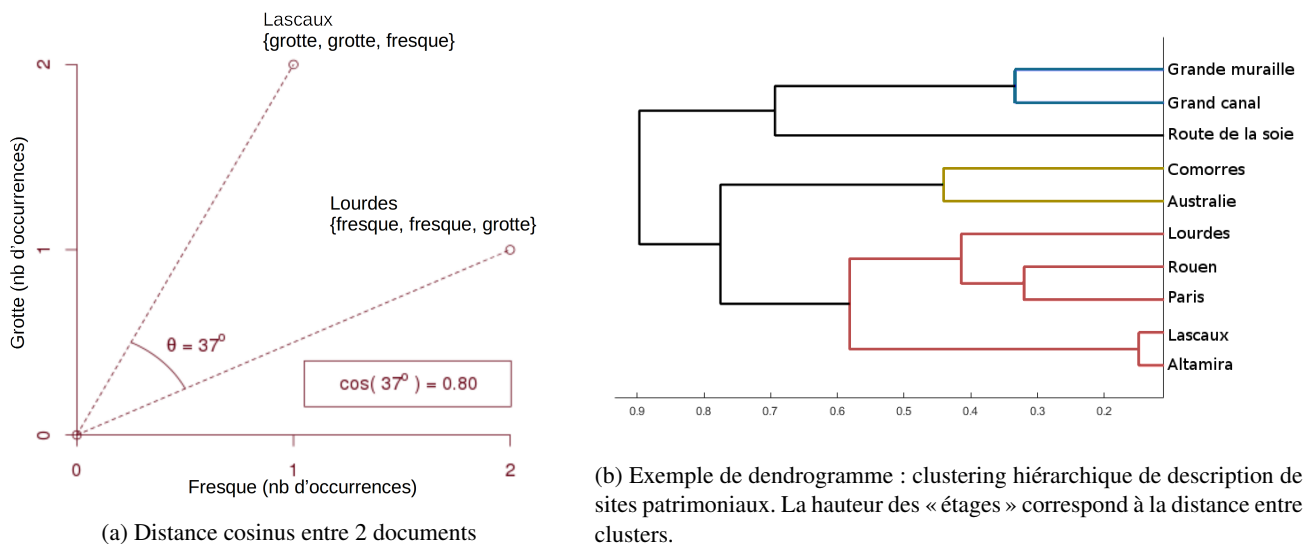 Lascaux
{grotte, grotte, fresque}
2
Lourdes
{fresque, fresque, grotte}
Grotte (nb d'occurrences)
1
θ = 37°
cos( 37° ) = 0.80
0
0
1
2
Fresque (nb d'occurrences)
(a) Distance cosinus entre 2 documents
Grande muraille
Grand canal
Route de la soie
Comorres
Australie
Lourdes
Rouen
Paris
Lascaux
Altamira
0.9 0.8 0.7 0.6 0.5 0.4 0.3 0.2
(b) Exemple de dendrogramme : clustering hiérarchique de description de
sites patrimoniaux. La hauteur des « étages » correspond à la distance entre
clusters.